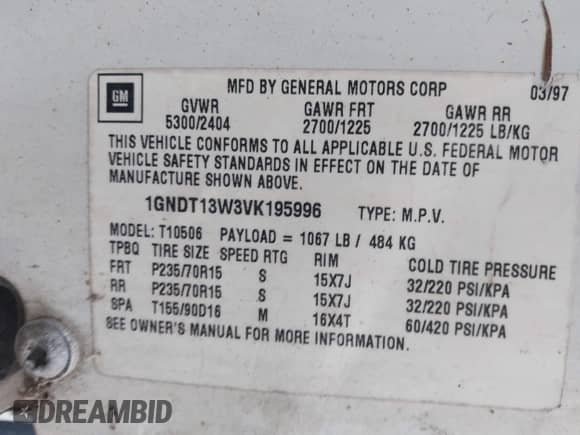 GM
MFD BY GENERAL MOTORS CORP 03/97
GVWR GAWR FRT GAWR RR
5300/2404 2700/1225 2700/1225 LB/KG
THIS VEHICLE CONFORMS TO ALL APPLICABLE U.S. FEDERAL MOTOR
VEHICLE SAFETY STANDARDS IN EFFECT ON THE DATE OF
MANUFACTURE SHOWN ABOVE.
1GNDT13W3VK195996 TYPE: M.P.V.
MODEL: T10506 PAYLOAD = 1067 LB / 484 KG
TPBQ TIRE SIZE SPEED RTG RIM COLD TIRE PRESSURE
FRT P235/70R15 S 15X7J 32/220 PSI/KPA
RR P235/70R15 S 15X7J 32/220 PSI/KPA
SPA T155/90D16 M 16X4T 60/420 PSI/KPA
SEE OWNER'S MANUAL FOR MORE INFORMATION.
DREAMBID